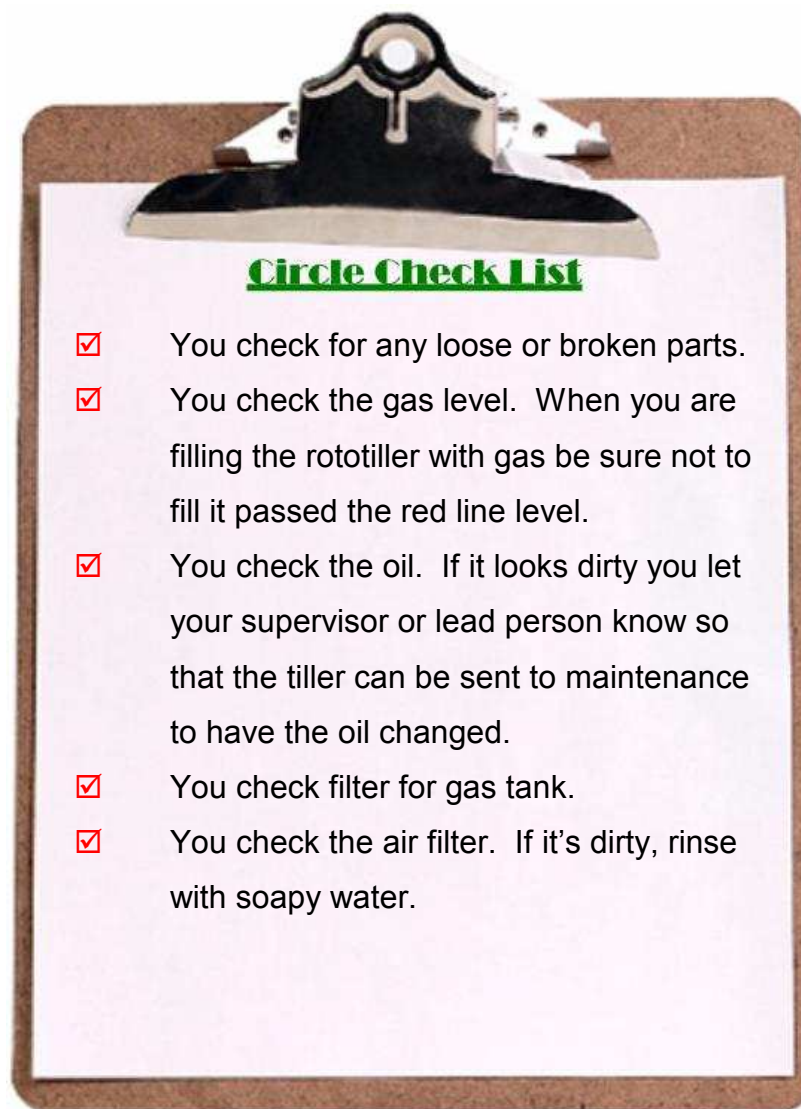 Circle Check List
☑ You check for any loose or broken parts.
☑ You check the gas level.  When you are
filling the rototiller with gas be sure not to
fill it passed the red line level.
☑ You check the oil.  If it looks dirty you let
your supervisor or lead person know so
that the tiller can be sent to maintenance
to have the oil changed.
☑ You check filter for gas tank.
☑ You check the air filter.  If it’s dirty, rinse
with soapy water.